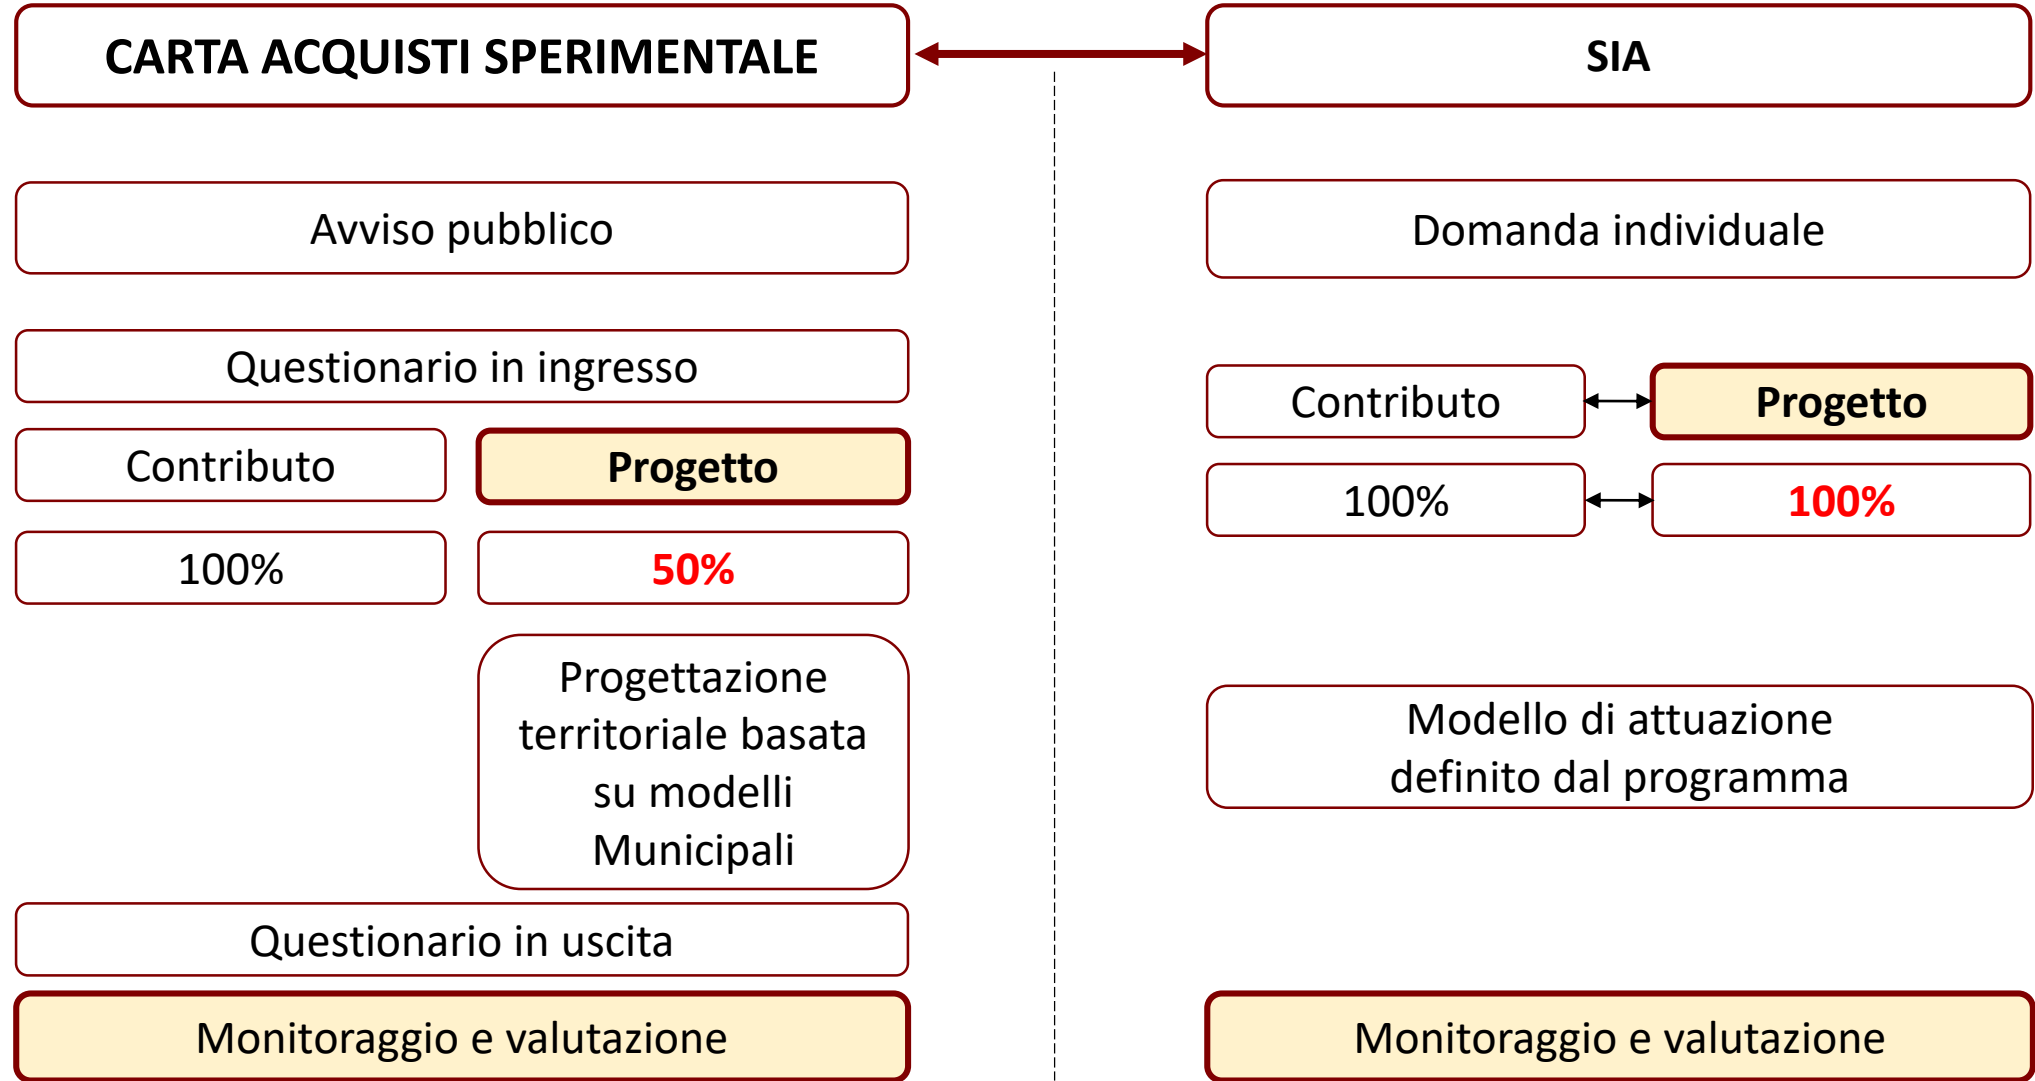 CARTA ACQUISTI SPERIMENTALE
Avviso pubblico
Questionario in ingresso
Contributo
Progetto
100%
50%
Progettazione
territoriale basata
su modelli
Municipali
Questionario in uscita
Monitoraggio e valutazione
SIA
Domanda individuale
Contributo
Progetto
100%
100%
Modello di attuazione
definito dal programma
Monitoraggio e valutazione